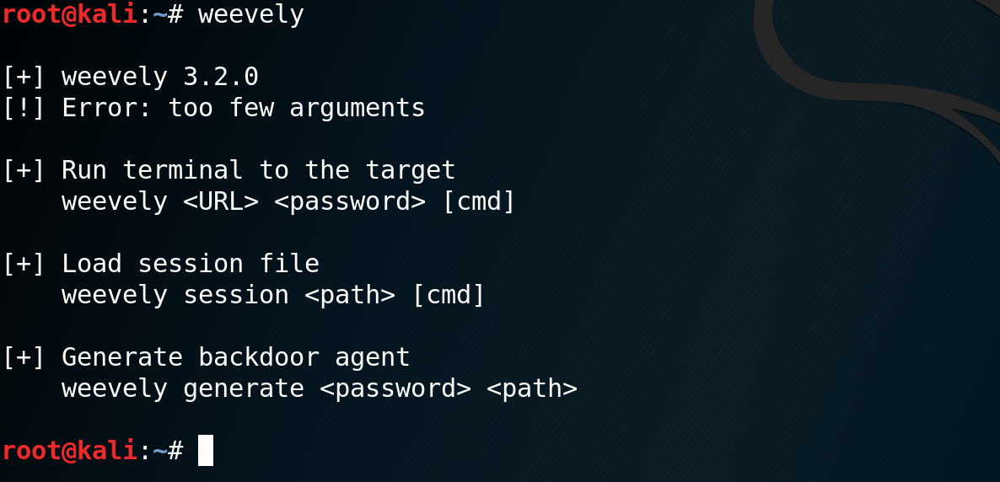 root@kali:~# weevely
[+] weevely 3.2.0
[!] Error: too few arguments
[+] Run terminal to the target
weevely <URL> <password> [cmd]
[+] Load session file
weevely session <path> [cmd]
[+] Generate backdoor agent
weevely generate <password> <path>
root@kali:~#